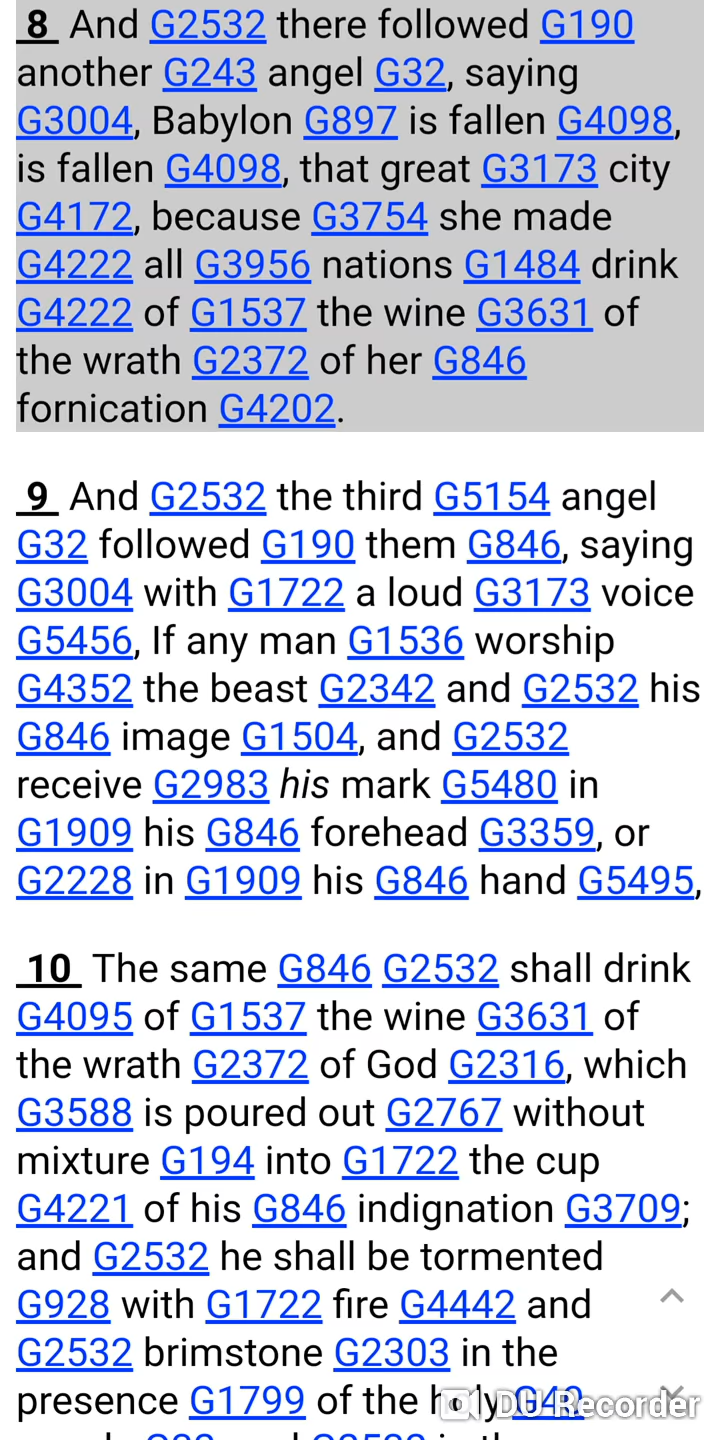 8 And G2532 there followed G190
another G243 angel G32, saying
G3004, Babylon G897 is fallen G4098,
is fallen G4098, that great G3173 city
G4172, because G3754 she made
G4222 all G3956 nations G1484 drink
G4222 of G1537 the wine G3631 of
the wrath G2372 of her G846
fornication G4202.
9 And G2532 the third G5154 angel
G32 followed G190 them G846, saying
G3004 with G1722 a loud G3173 voice
G5456, If any man G1536 worship
G4352 the beast G2342 and G2532 his
G846 image G1504, and G2532
receive G2983 his mark G5480 in
G1909 his G846 forehead G3359, or
G2228 in G1909 his G846 hand G5495,
10 The same G846 G2532 shall drink
G4095 of G1537 the wine G3631 of
the wrath G2372 of God G2316, which
G3588 is poured out G2767 without
mixture G194 into G1722 the cup
G4221 of his G846 indignation G3709;
and G2532 he shall be tormented
G928 with G1722 fire G4442 and
G2532 brimstone G2303 in the
presence G1799 of the holy G40
DU Recorder